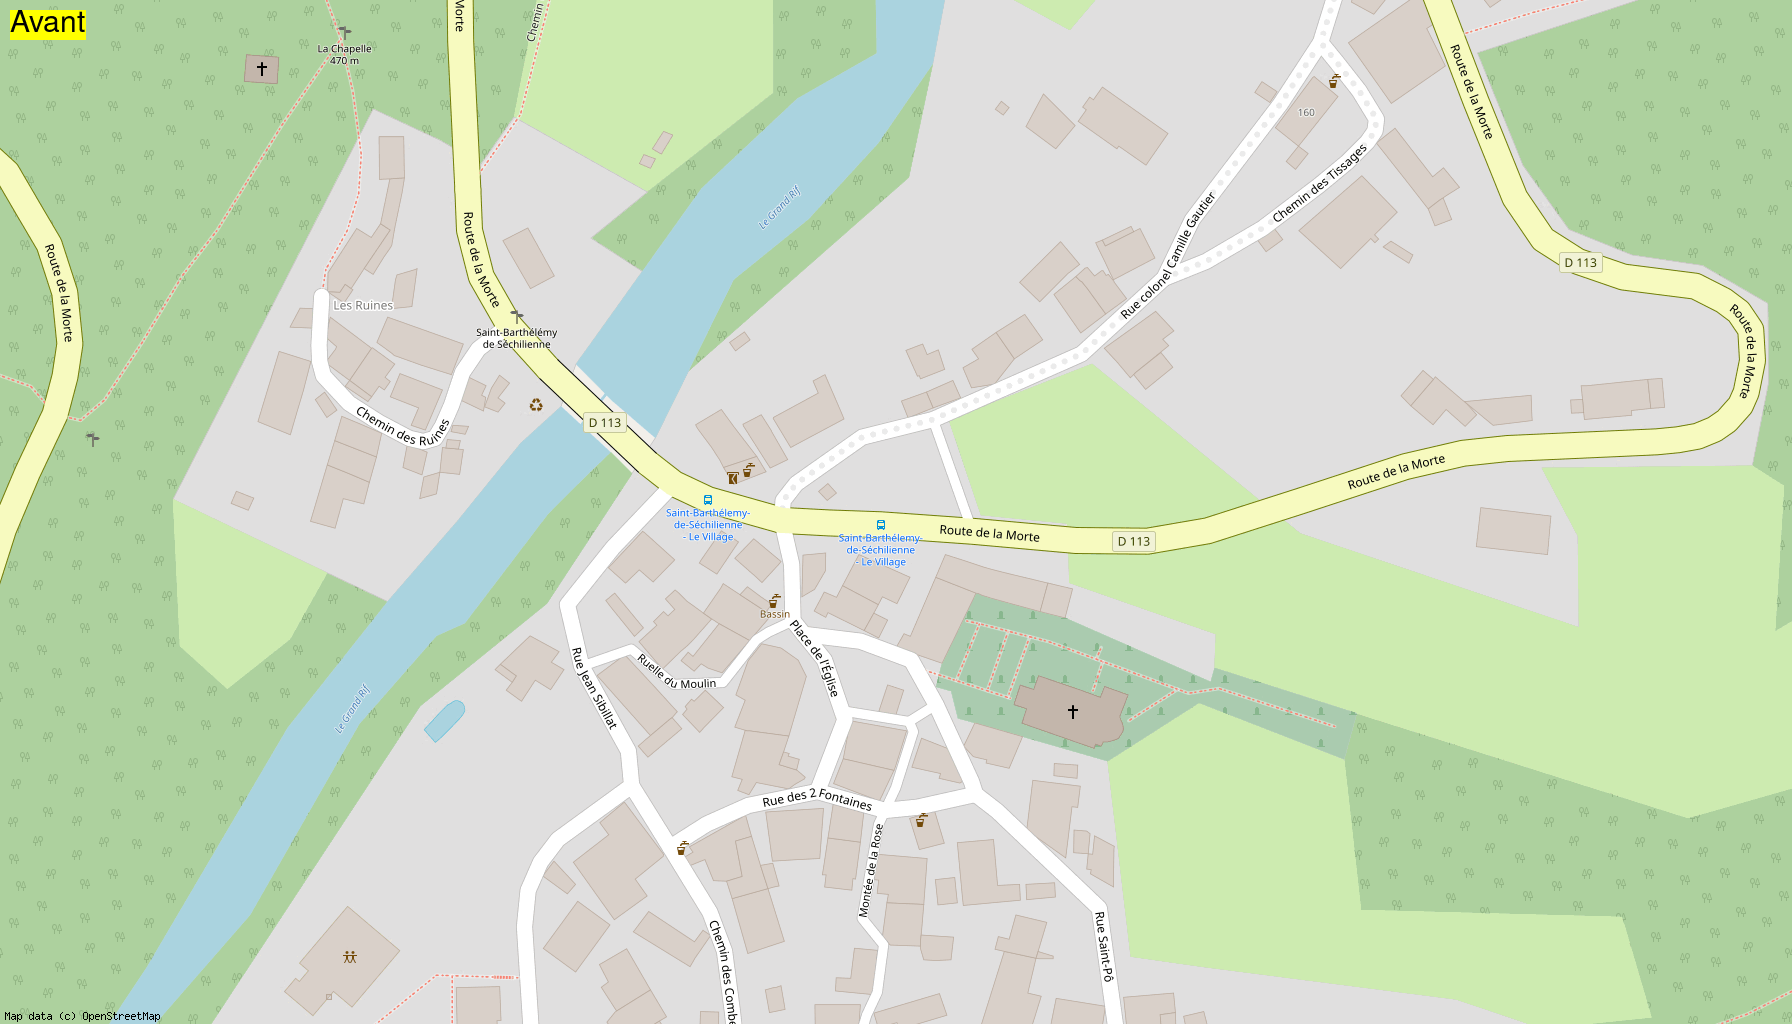 Avant
Morte
Chemin
La Chapelle
470 m
Route de la Morte
160
Chemin des Tissages
Le Grand Rif
Route de la Morte
Rue colonel Camille Gautier
Route de la Morte
D 113
Les Ruines
Saint-Barthélémy
de Séchilienne
Route de la Morte
Chemin des Ruines
D 113
Route de la Morte
Saint-Barthélemy-
de-Séchilienne
- Le Village
Saint-Barthélemy-
de-Séchilienne
- Le Village
Route de la Morte
D 113
Bassin
Place de l'Église
Ruelle du Moulin
Rue Jean Sibillat
Le Grand Rif
Rue des 2 Fontaines
Montée de la Rose
Chemin des Combe
Rue Saint-Pô
Map data (c) OpenStreetMap